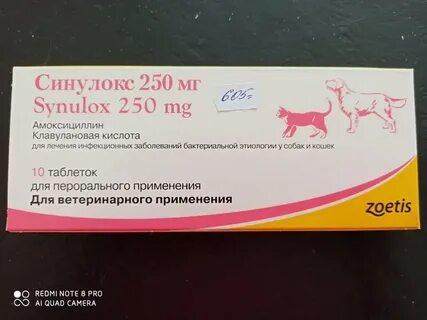 Синулокс 250 мг
Synulox 250 mg
605=
Амоксициллин
Клавулановая кислота
для лечения инфекционных заболеваний бактериальной этиологии у собак и кошек
10 таблеток
для перорального применения
Для ветеринарного применения
zoetis
REDMI NOTE 8 PRO
AI QUAD CAMERA